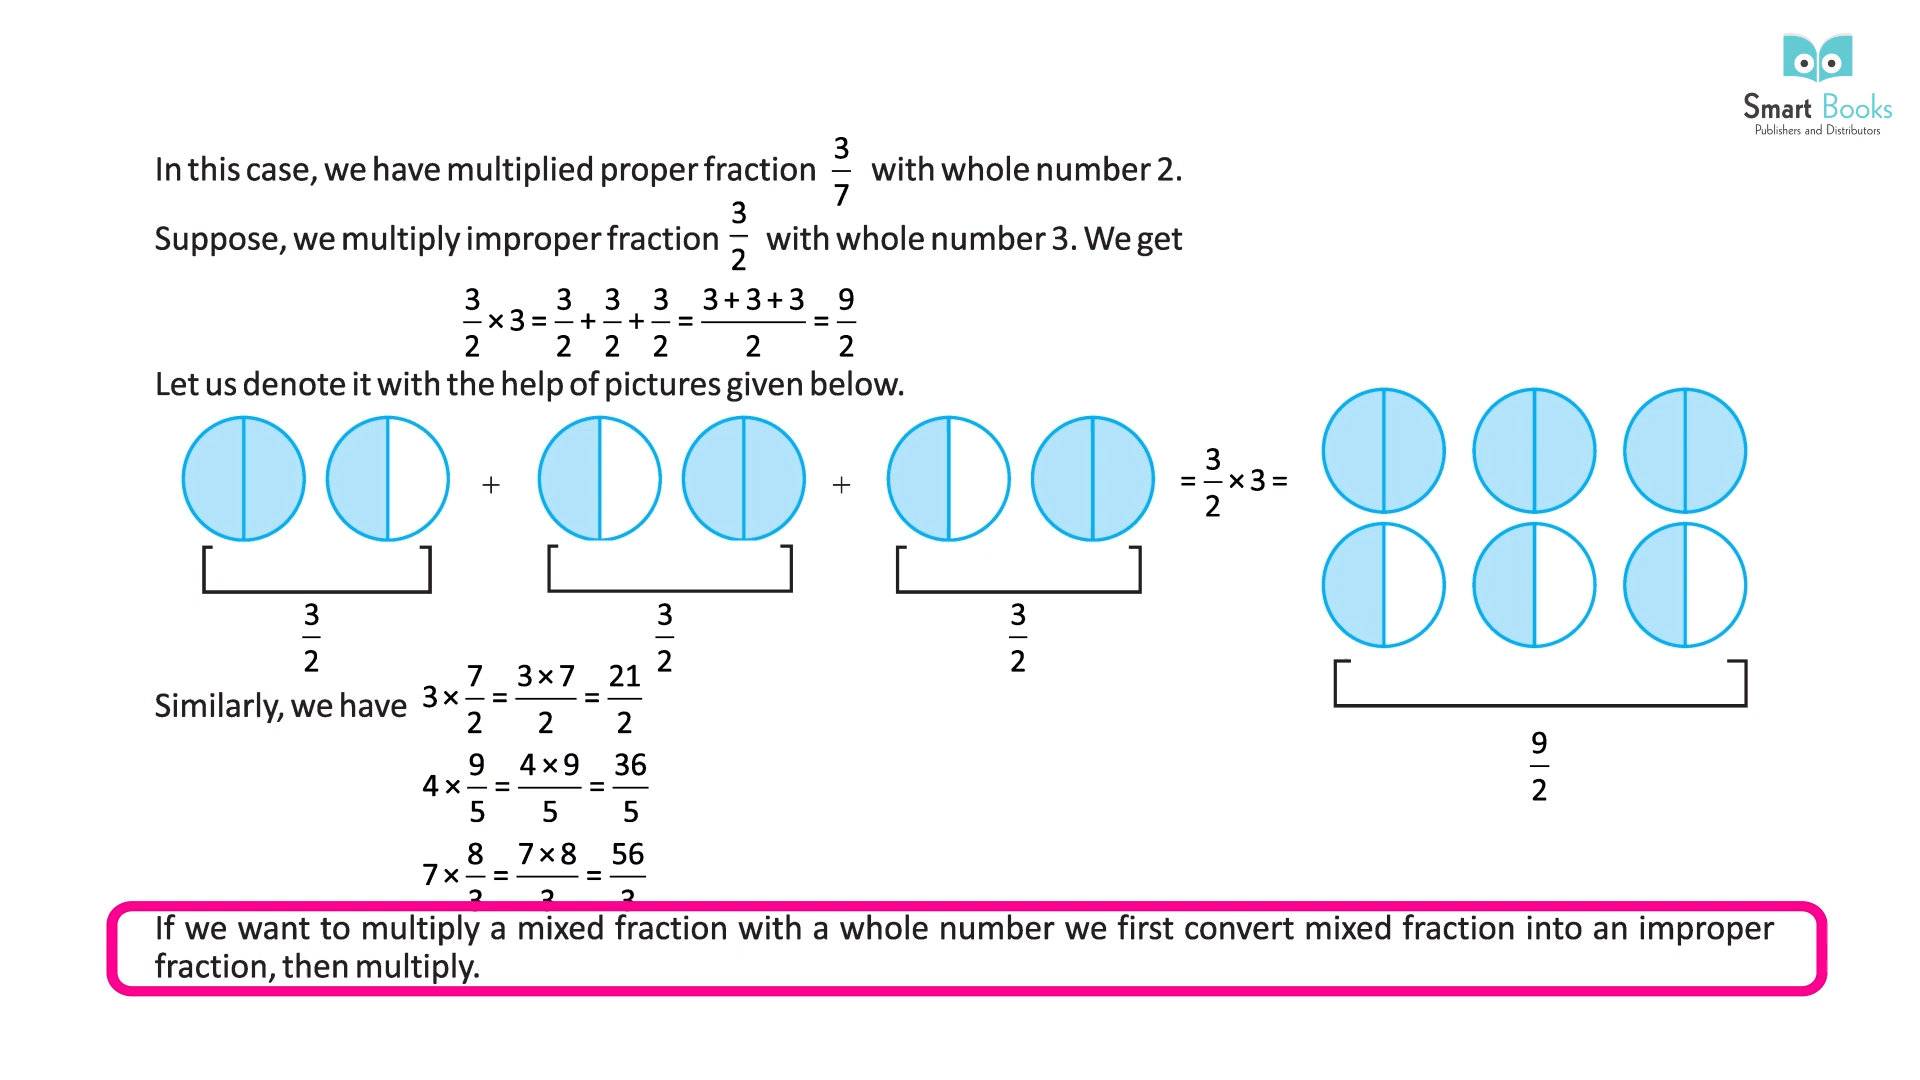 Smart Books
Publishers and Distributors
In this case, we have multiplied proper fraction 3/7 with whole number 2.
Suppose, we multiply improper fraction 3/2 with whole number 3. We get
3/2 × 3 = 3/2 + 3/2 + 3/2 = (3 + 3 + 3)/2 = 9/2
Let us denote it with the help of pictures given below.
+ + = 3/2 × 3 =
3/2 3/2 3/2
9/2
Similarly, we have 3 × 7/2 = (3 × 7)/2 = 21/2
4 × 9/5 = (4 × 9)/5 = 36/5
7 × 8/3 = (7 × 8)/3 = 56/3
If we want to multiply a mixed fraction with a whole number we first convert mixed fraction into an improper
fraction, then multiply.